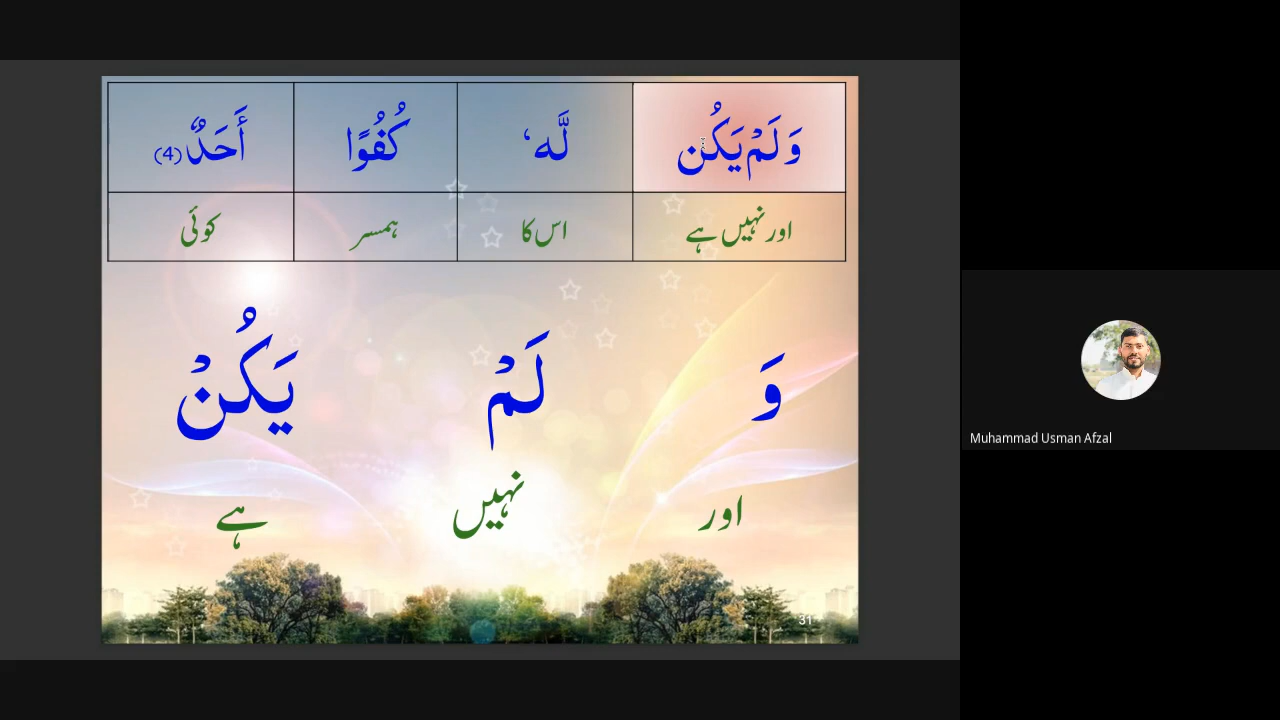 وَلَمْ يَكُنْ لَّهٗ كُفُوًا أَحَدٌ (4)
اور نہیں ہے اس کا ہمسر کوئی
وَ لَمْ يَكُنْ
اور نہیں ہے
31
Muhammad Usman Afzal